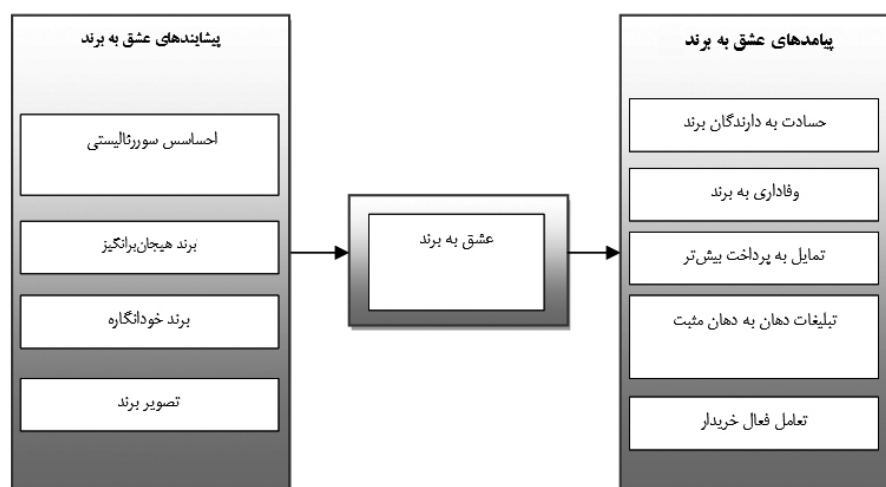 پیشایندهای عشق به برند
احساسس سوررئالیستی
برند هیجان‌برانگیز
برند خودانگاره
تصویر برند
عشق به برند
پیامدهای عشق به برند
حسادت به دارندگان برند
وفاداری به برند
تمایل به پرداخت بیش‌تر
تبلیغات دهان به دهان مثبت
تعامل فعال خریدار